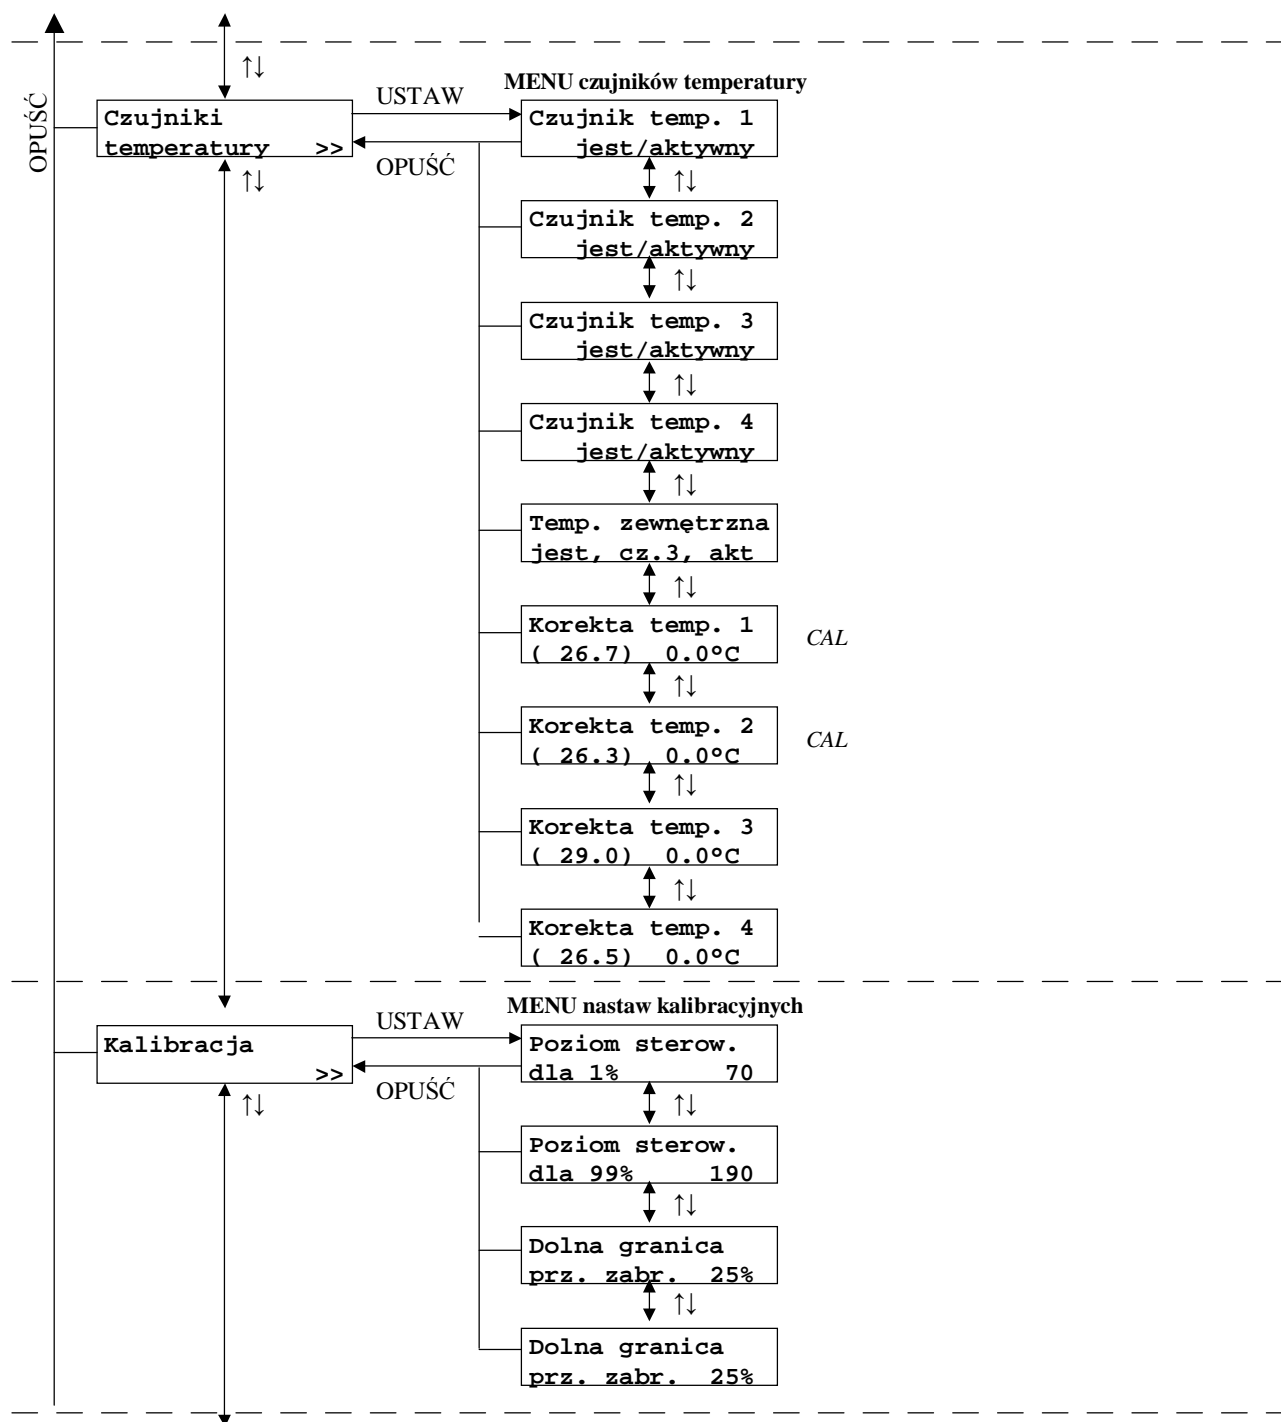 ↑↓
OPUŚĆ
MENU czujników temperatury
USTAW
Czujniki
temperatury >>
OPUŚĆ
↑↓
Czujnik temp. 1
jest/aktywny
↑↓
Czujnik temp. 2
jest/aktywny
↑↓
Czujnik temp. 3
jest/aktywny
↑↓
Czujnik temp. 4
jest/aktywny
↑↓
Temp. zewnętrzna
jest, cz.3, akt
↑↓
Korekta temp. 1
( 26.7) 0.0°C
CAL
↑↓
Korekta temp. 2
( 26.3) 0.0°C
CAL
↑↓
Korekta temp. 3
( 29.0) 0.0°C
↑↓
Korekta temp. 4
( 26.5) 0.0°C
MENU nastaw kalibracyjnych
USTAW
Kalibracja
>>
OPUŚĆ
↑↓
Poziom sterow.
dla 1% 70
↑↓
Poziom sterow.
dla 99% 190
↑↓
Dolna granica
prz. zabr. 25%
↑↓
Dolna granica
prz. zabr. 25%